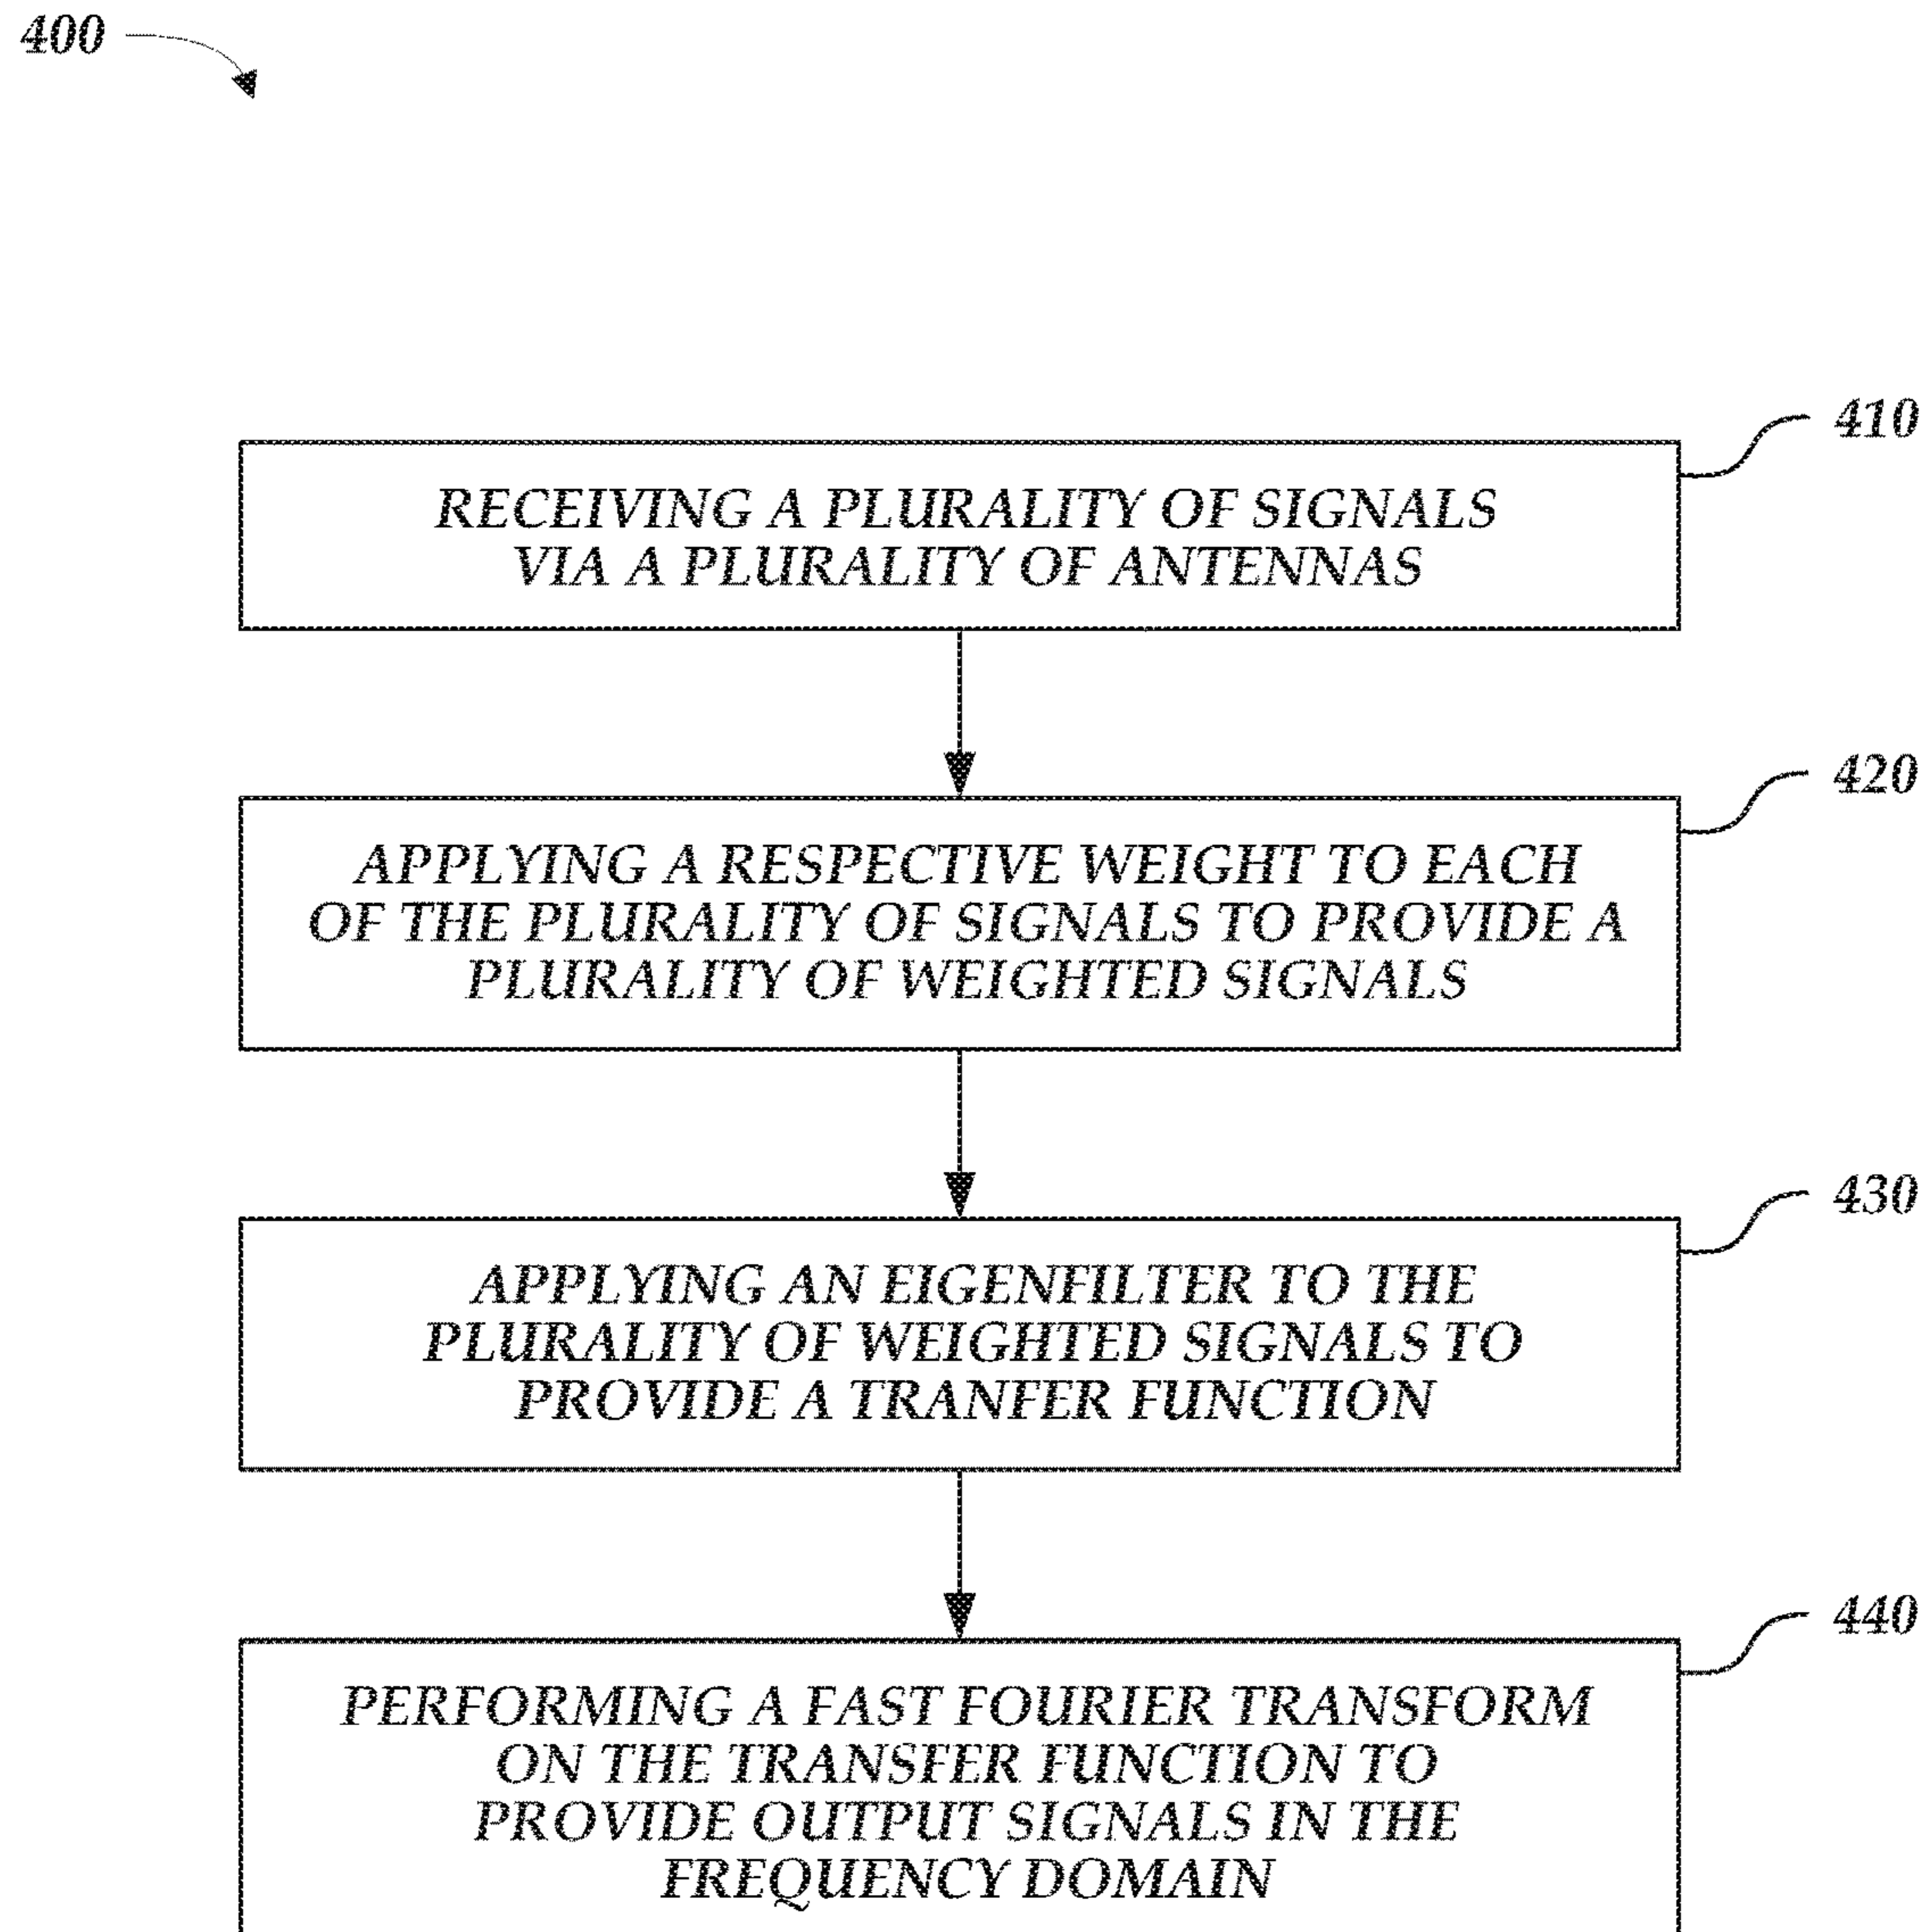 400
410
RECEIVING A PLURALITY OF SIGNALS
VIA A PLURALITY OF ANTENNAS
420
APPLYING A RESPECTIVE WEIGHT TO EACH
OF THE PLURALITY OF SIGNALS TO PROVIDE A
PLURALITY OF WEIGHTED SIGNALS
430
APPLYING AN EIGENFILTER TO THE
PLURALITY OF WEIGHTED SIGNALS TO
PROVIDE A TRANFER FUNCTION
440
PERFORMING A FAST FOURIER TRANSFORM
ON THE TRANSFER FUNCTION TO
PROVIDE OUTPUT SIGNALS IN THE
FREQUENCY DOMAIN